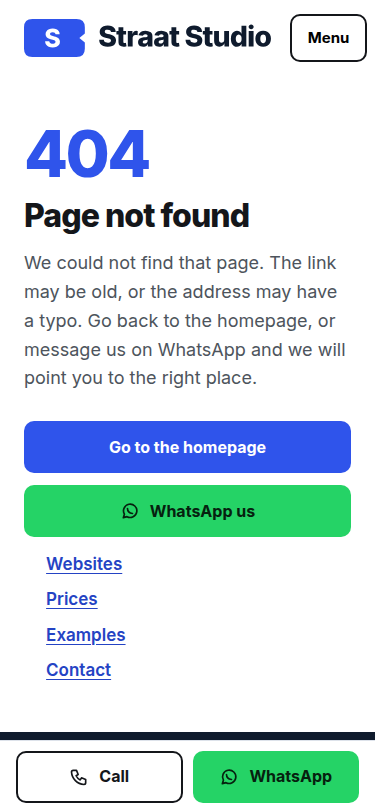 S Straat Studio Menu
404
Page not found
We could not find that page. The link
may be old, or the address may have
a typo. Go back to the homepage, or
message us on WhatsApp and we will
point you to the right place.
Go to the homepage
WhatsApp us
Websites
Prices
Examples
Contact
Call WhatsApp